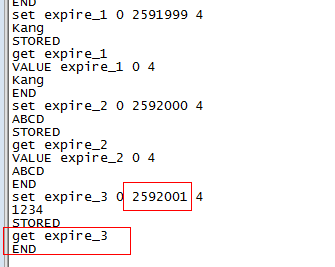 END
set expire_1 0 2591999 4
Kang
STORED
get expire_1
VALUE expire_1 0 4
Kang
END
set expire_2 0 2592000 4
ABCD
STORED
get expire_2
VALUE expire_2 0 4
ABCD
END
set expire_3 0 2592001 4
1234
STORED
get expire_3
END